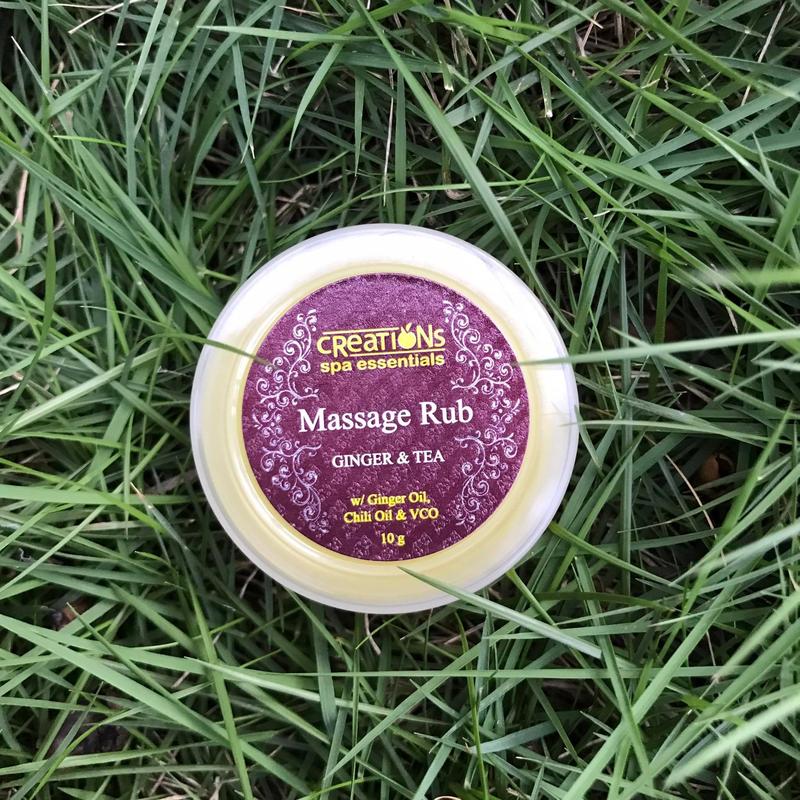 CREATIONS
spa essentials
Massage Rub
GINGER & TEA
w/ Ginger Oil,
Chili Oil & VCO
10 g